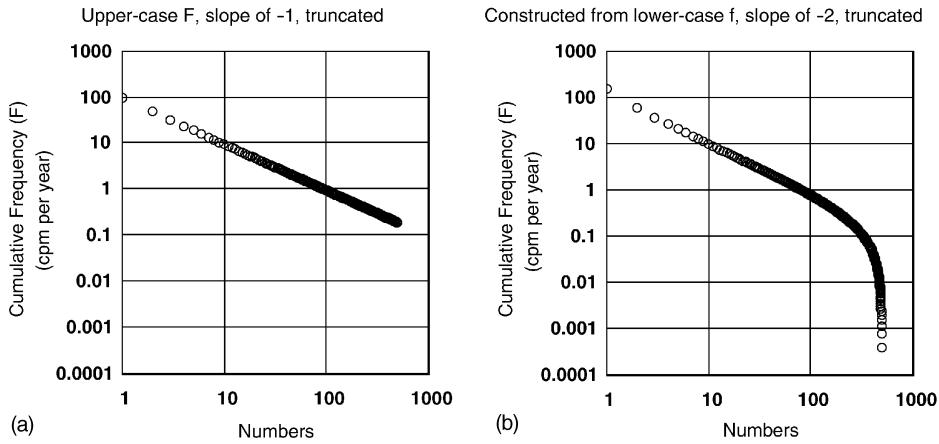 Upper-case F, slope of -1, truncated
Cumulative Frequency (F)
(cpm per year)
1000
100
10
1
0.1
0.01
0.001
0.0001
1 10 100 1000
(a)
Numbers
Constructed from lower-case f, slope of -2, truncated
Cumulative Frequency (F)
(cpm per year)
1000
100
10
1
0.1
0.01
0.001
0.0001
1 10 100 1000
(b)
Numbers